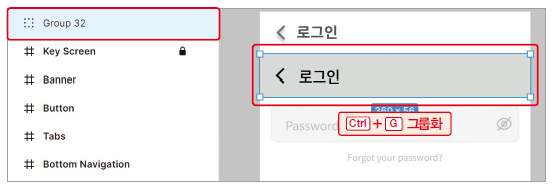 Group 32
Key Screen
Banner
Button
Tabs
Bottom Navigation
로그인
로그인
360 × 56
Password
Ctrl + G 그룹화
Forgot your password?